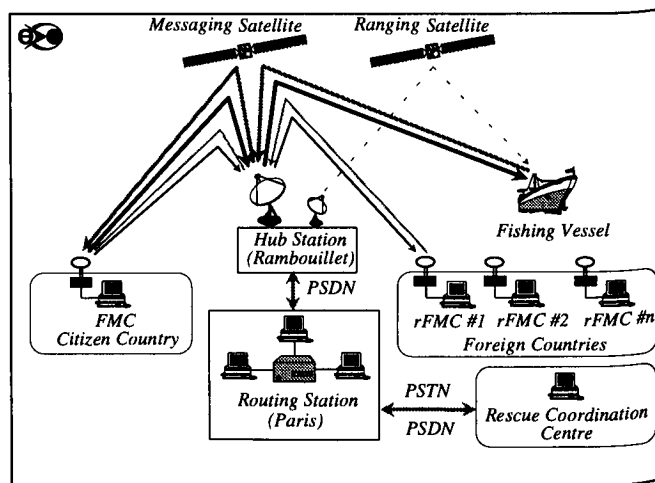 Messaging Satellite
Ranging Satellite
Fishing Vessel
Hub Station
(Rambouillet)
FMC
Citizen Country
PSDN
rFMC #1
rFMC #2
rFMC #n
Foreign Countries
Routing Station
(Paris)
PSTN
PSDN
Rescue Coordination
Centre